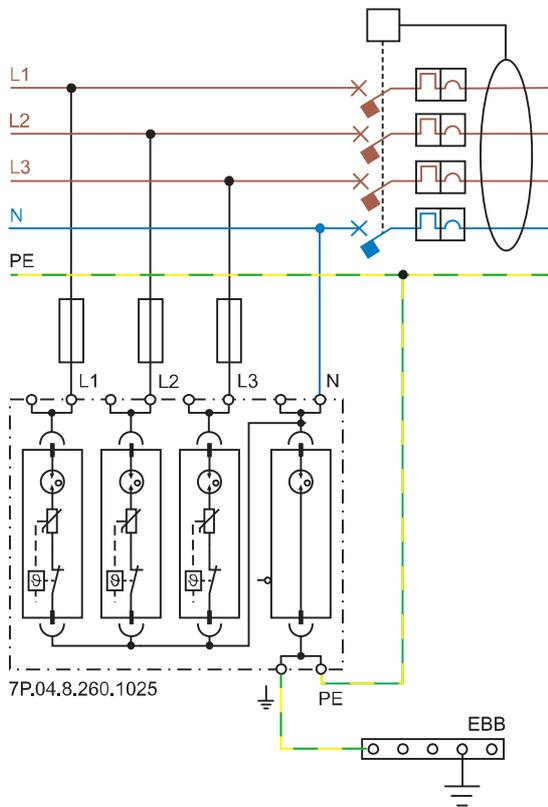 L1
L2
L3
N
PE
L1 L2 L3 N
ϑ ϑ ϑ
7P.04.8.260.1025
PE
EBB